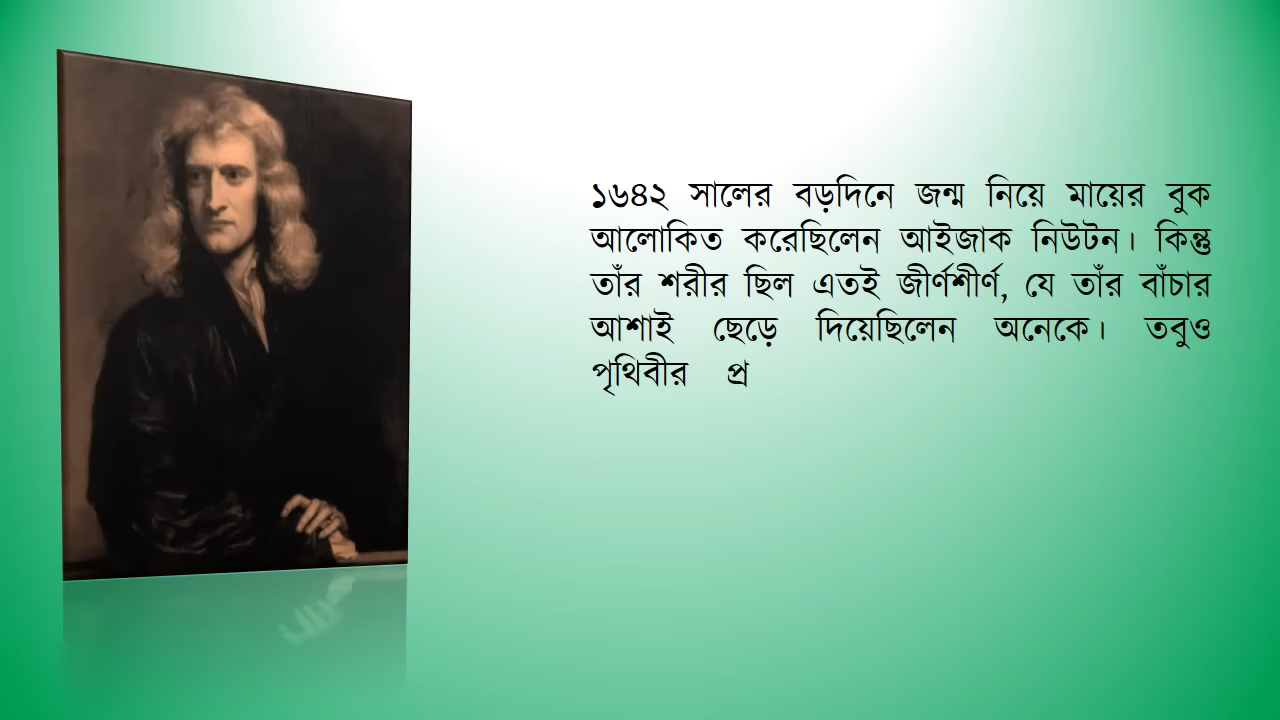 ১৬৪২ সালের বড়দিনে জন্ম নিয়ে মায়ের বুক
আলোকিত করেছিলেন আইজাক নিউটন। কিন্তু
তাঁর শরীর ছিল এতই জীর্ণশীর্ণ, যে তাঁর বাঁচার
আশাই ছেড়ে দিয়েছিলেন অনেকে। তবুও
পৃথিবীর প্র